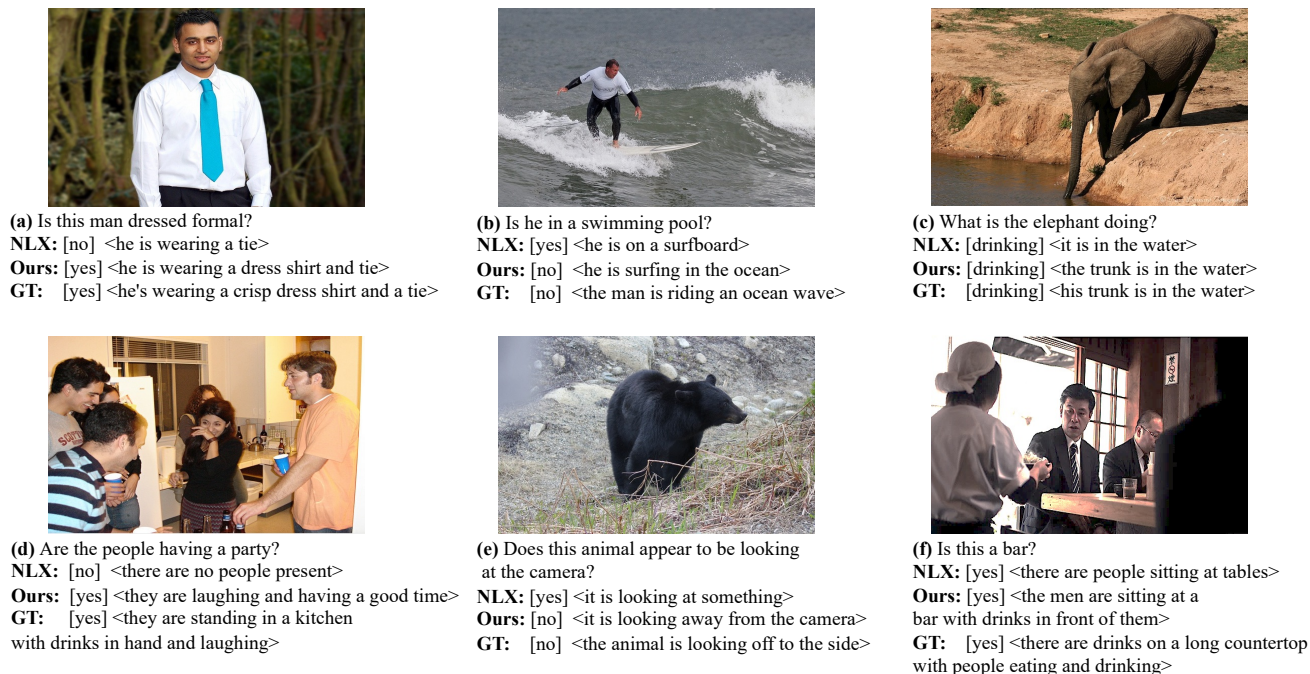 (a) Is this man dressed formal?
NLX: [no] <he is wearing a tie>
Ours: [yes] <he is wearing a dress shirt and tie>
GT: [yes] <he's wearing a crisp dress shirt and a tie>
(b) Is he in a swimming pool?
NLX: [yes] <he is on a surfboard>
Ours: [no] <he is surfing in the ocean>
GT: [no] <the man is riding an ocean wave>
(c) What is the elephant doing?
NLX: [drinking] <it is in the water>
Ours: [drinking] <the trunk is in the water>
GT: [drinking] <his trunk is in the water>
(d) Are the people having a party?
NLX: [no] <there are no people present>
Ours: [yes] <they are laughing and having a good time>
GT: [yes] <they are standing in a kitchen
with drinks in hand and laughing>
(e) Does this animal appear to be looking
at the camera?
NLX: [yes] <it is looking at something>
Ours: [no] <it is looking away from the camera>
GT: [no] <the animal is looking off to the side>
禁煙
(f) Is this a bar?
NLX: [yes] <there are people sitting at tables>
Ours: [yes] <the men are sitting at a
bar with drinks in front of them>
GT: [yes] <there are drinks on a long countertop
with people eating and drinking>